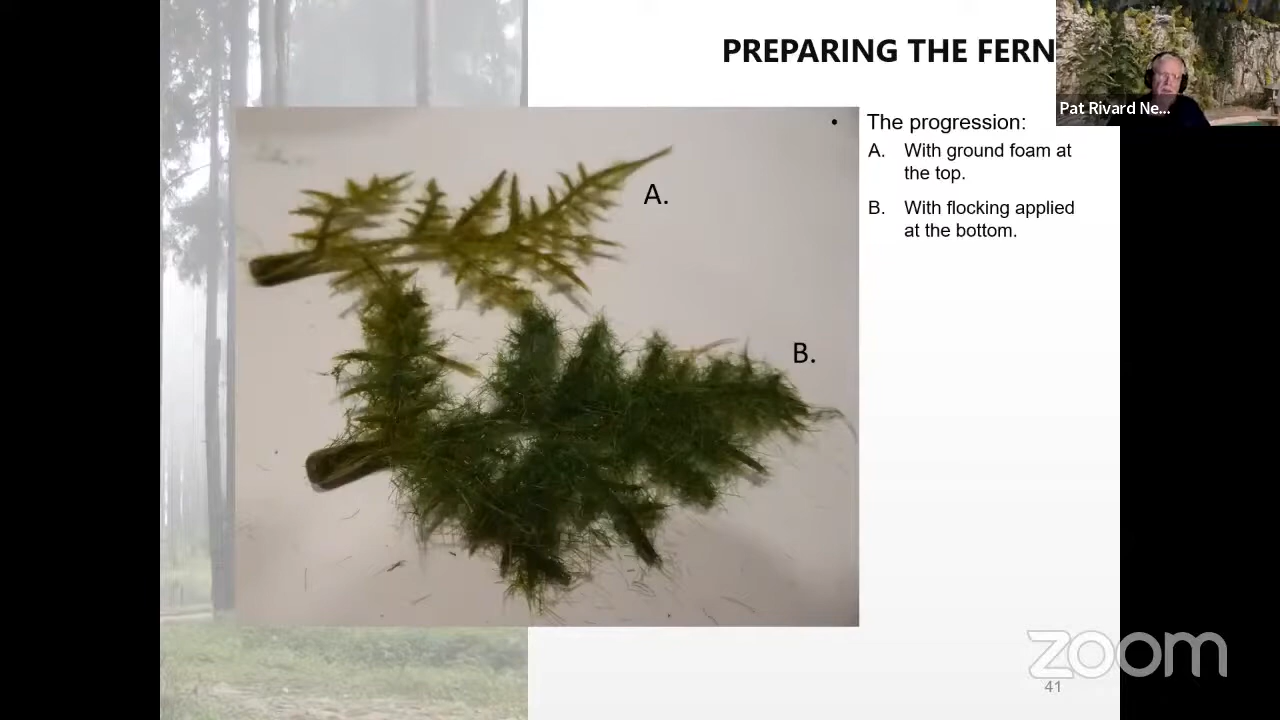 PREPARING THE FERN
Pat Rivard Ne...
• The progression:
A. With ground foam at
the top.
B. With flocking applied
at the bottom.
A.
B.
zoom
41